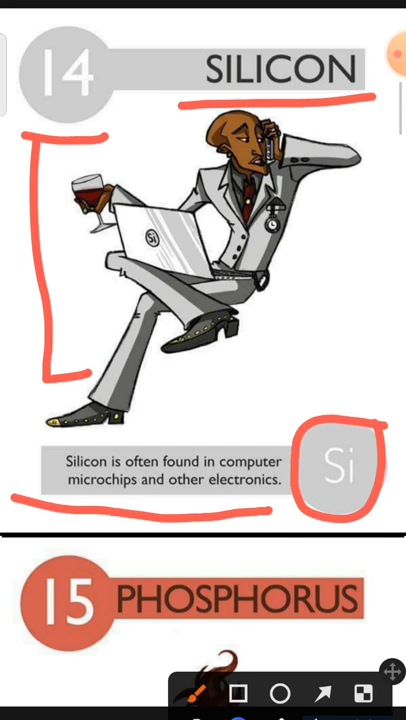 14
SILICON
Si
Silicon is often found in computer
microchips and other electronics.
Si
15
PHOSPHORUS